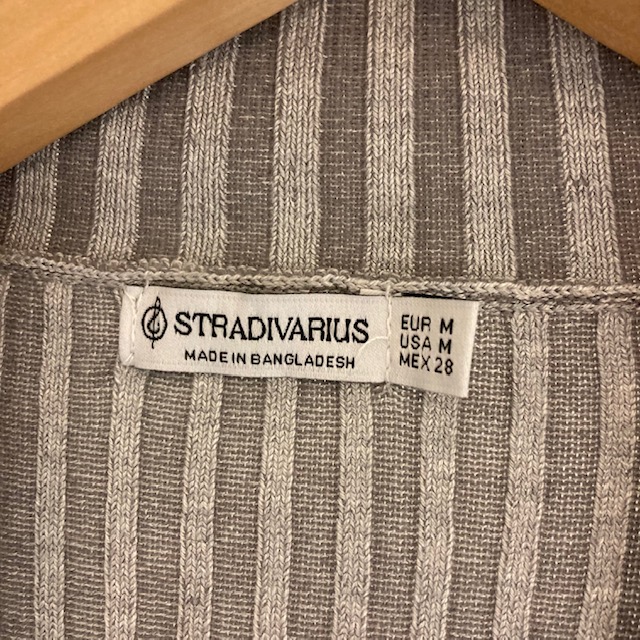 STRADIVARIUS
MADE IN BANGLADESH
EUR M
USA M
MEX 28